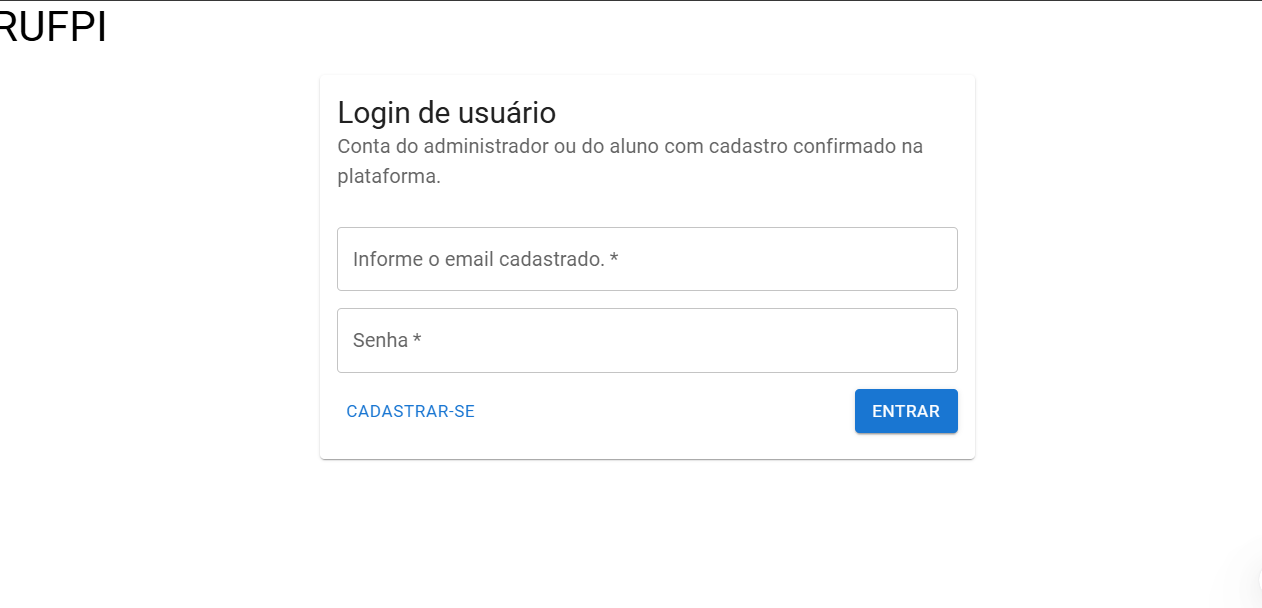 RUFPI
Login de usuário
Conta do administrador ou do aluno com cadastro confirmado na
plataforma.
Informe o email cadastrado. *
Senha *
CADASTRAR-SE
ENTRAR